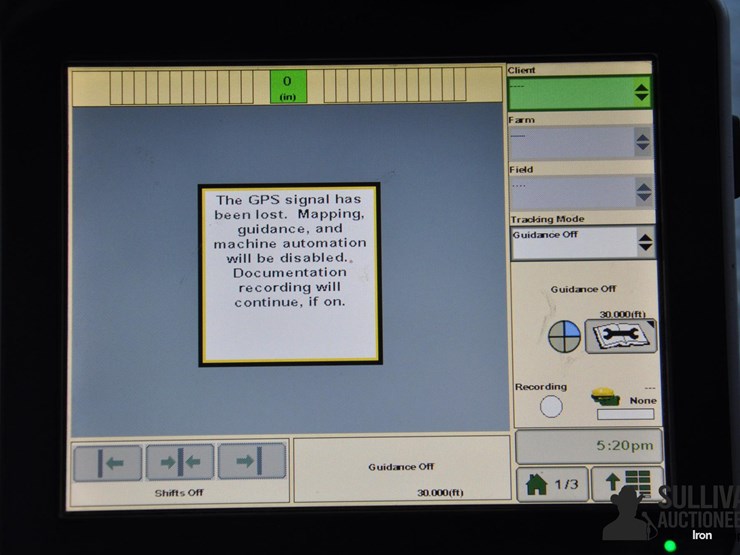 0
(in)
The GPS signal has
been lost. Mapping,
guidance, and
machine automation
will be disabled..
Documentation
recording will
continue, if on.
Client
----
Farm
---
Field
----
Tracking Mode
Guidance Off
Guidance Off
30.000(ft)
Recording
---
None
5:20pm
1/3
Shifts Off
Guidance Off
30.000(ft)
SULLIVA
AUCTIONEE
Iron